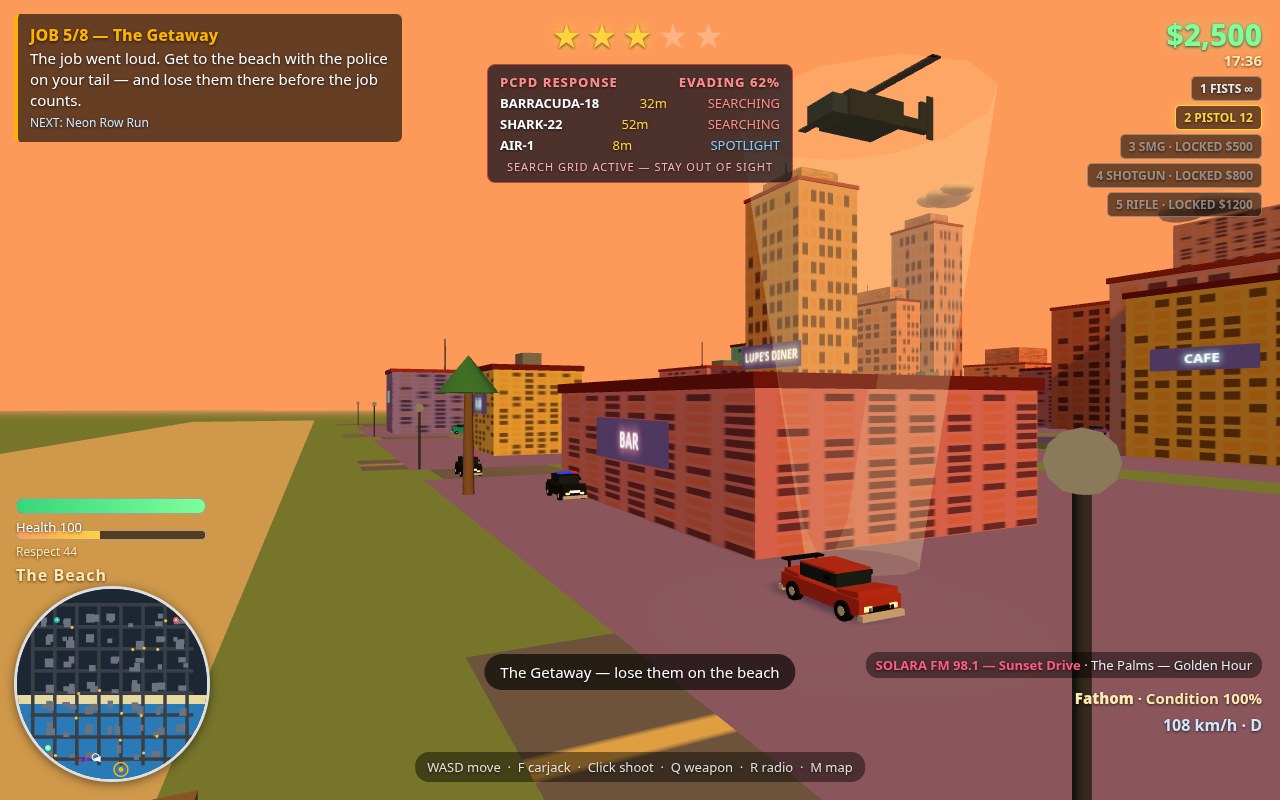 JOB 5/8 — The Getaway
The job went loud. Get to the beach with the police
on your tail — and lose them there before the job
counts.
NEXT: Neon Row Run
PCPD RESPONSE EVADING 62%
BARRACUDA-18 32m SEARCHING
SHARK-22 52m SEARCHING
AIR-1 8m SPOTLIGHT
SEARCH GRID ACTIVE — STAY OUT OF SIGHT
$2,500
17:36
1 FISTS ∞
2 PISTOL 12
3 SMG · LOCKED $500
4 SHOTGUN · LOCKED $800
5 RIFLE · LOCKED $1200
LUPE'S DINER
CAFE
BAR
Health 100
Respect 44
The Beach
The Getaway — lose them on the beach
SOLARA FM 98.1 — Sunset Drive · The Palms — Golden Hour
Fathom · Condition 100%
108 km/h · D
WASD move · F carjack · Click shoot · Q weapon · R radio · M map